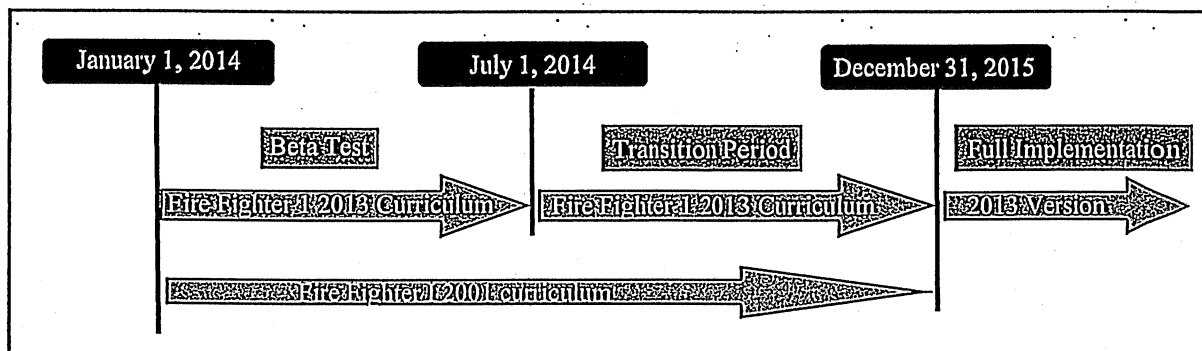 January 1, 2014
July 1, 2014
December 31, 2015
Beta Test
Transition Period
Full Implementation
Fire Fighter 1 2013 Curriculum
Fire Fighter 1 2013 Curriculum
2013 Version
Fire Fighter 1 2001 curriculum